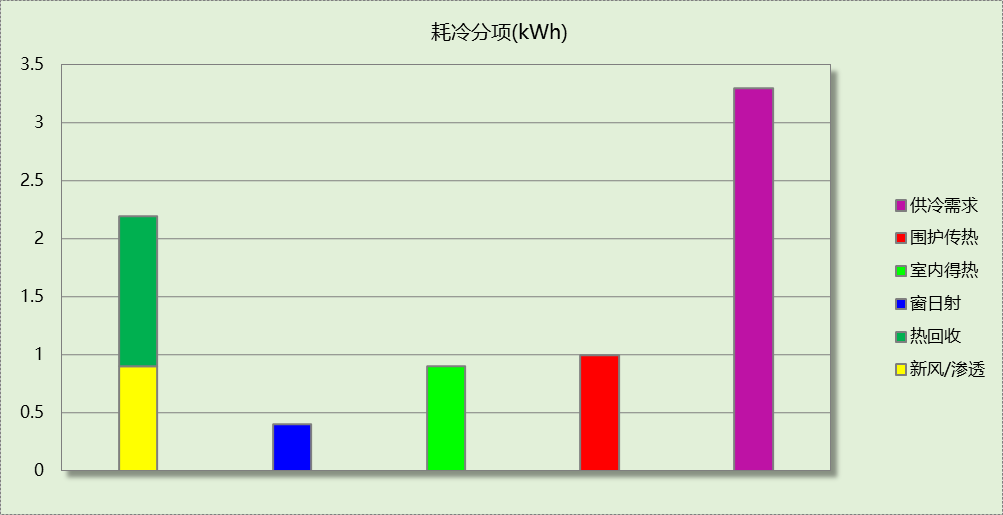 耗冷分项(kWh)
3.5
3
2.5
2
1.5
1
0.5
0
供冷需求
围护传热
室内得热
窗日射
热回收
新风/渗透